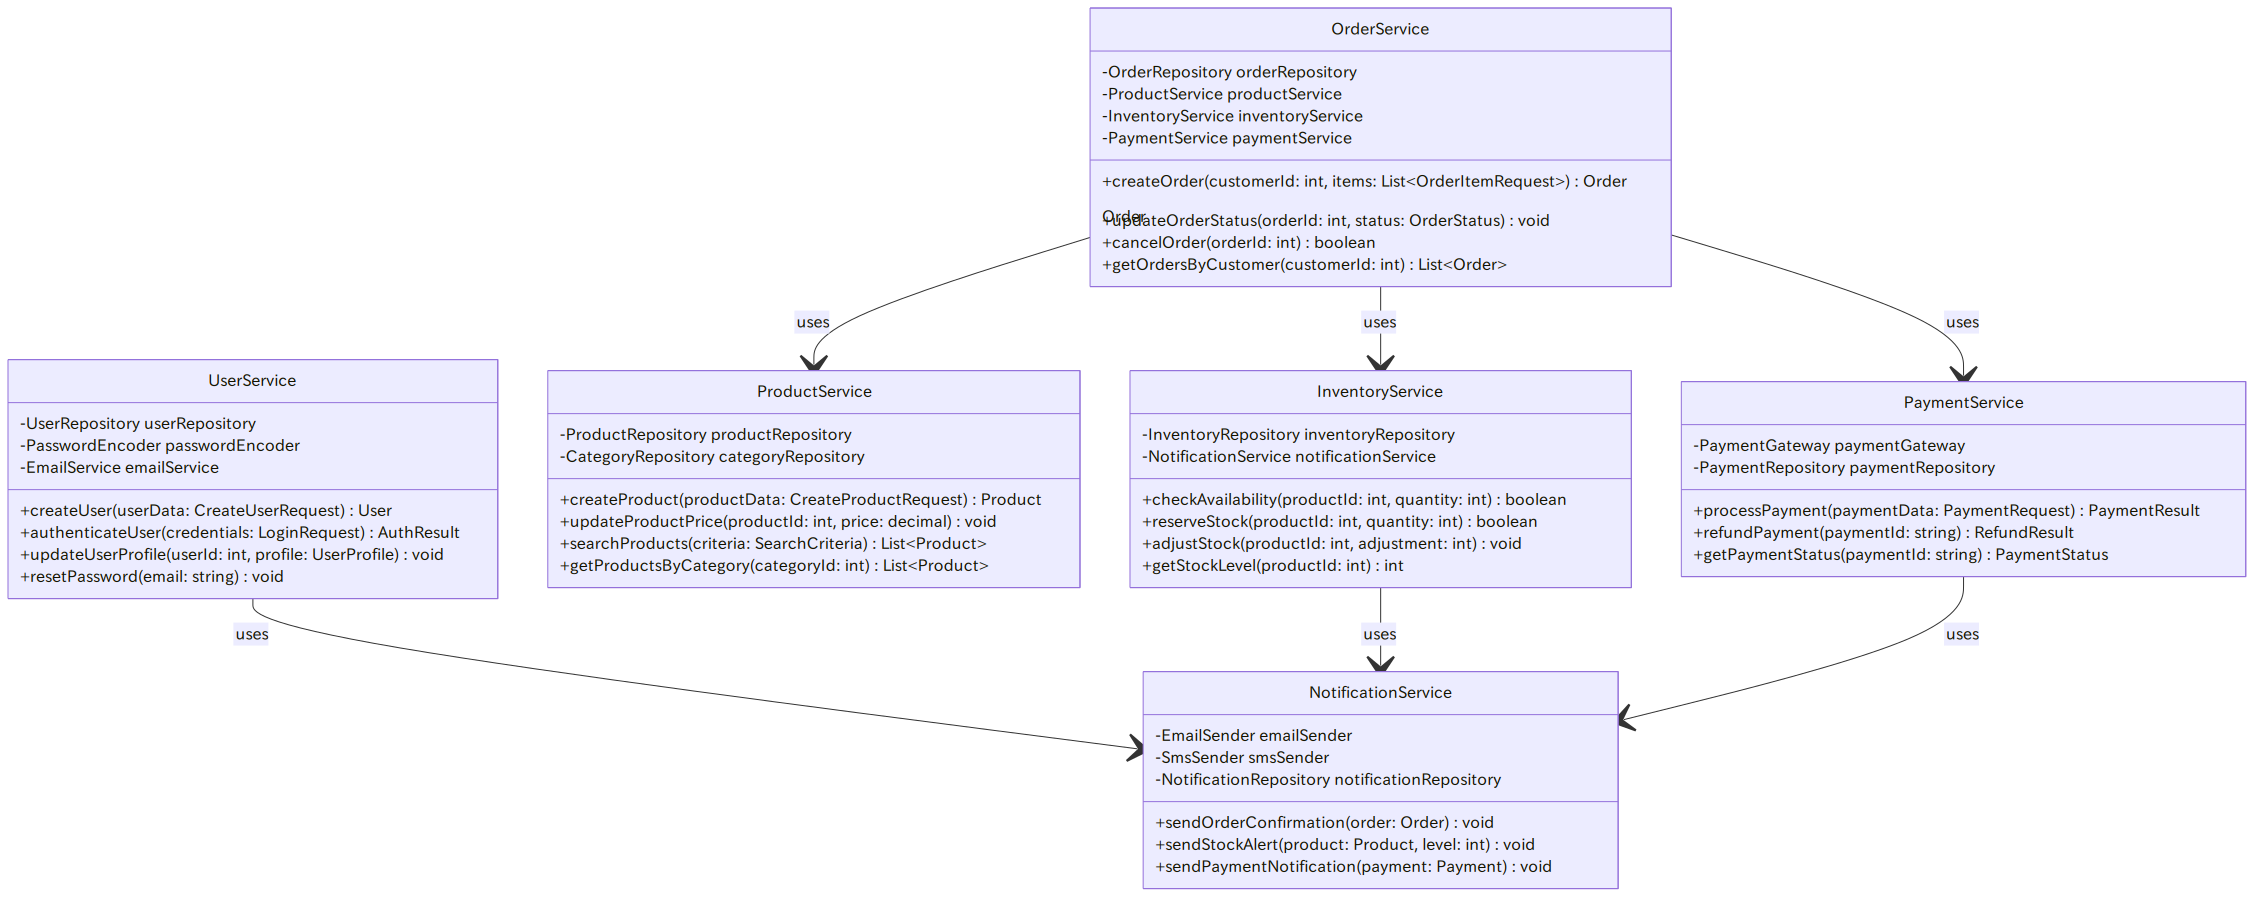 OrderService
-OrderRepository orderRepository
-ProductService productService
-InventoryService inventoryService
-PaymentService paymentService
+createOrder(customerId: int, items: List<OrderItemRequest>) : Order
Order
+updateOrderStatus(orderId: int, status: OrderStatus) : void
+cancelOrder(orderId: int) : boolean
+getOrdersByCustomer(customerId: int) : List<Order>
uses
uses
uses
UserService
-UserRepository userRepository
-PasswordEncoder passwordEncoder
-EmailService emailService
+createUser(userData: CreateUserRequest) : User
+authenticateUser(credentials: LoginRequest) : AuthResult
+updateUserProfile(userId: int, profile: UserProfile) : void
+resetPassword(email: string) : void
ProductService
-ProductRepository productRepository
-CategoryRepository categoryRepository
+createProduct(productData: CreateProductRequest) : Product
+updateProductPrice(productId: int, price: decimal) : void
+searchProducts(criteria: SearchCriteria) : List<Product>
+getProductsByCategory(categoryId: int) : List<Product>
InventoryService
-InventoryRepository inventoryRepository
-NotificationService notificationService
+checkAvailability(productId: int, quantity: int) : boolean
+reserveStock(productId: int, quantity: int) : boolean
+adjustStock(productId: int, adjustment: int) : void
+getStockLevel(productId: int) : int
PaymentService
-PaymentGateway paymentGateway
-PaymentRepository paymentRepository
+processPayment(paymentData: PaymentRequest) : PaymentResult
+refundPayment(paymentId: string) : RefundResult
+getPaymentStatus(paymentId: string) : PaymentStatus
uses
uses
uses
NotificationService
-EmailSender emailSender
-SmsSender smsSender
-NotificationRepository notificationRepository
+sendOrderConfirmation(order: Order) : void
+sendStockAlert(product: Product, level: int) : void
+sendPaymentNotification(payment: Payment) : void